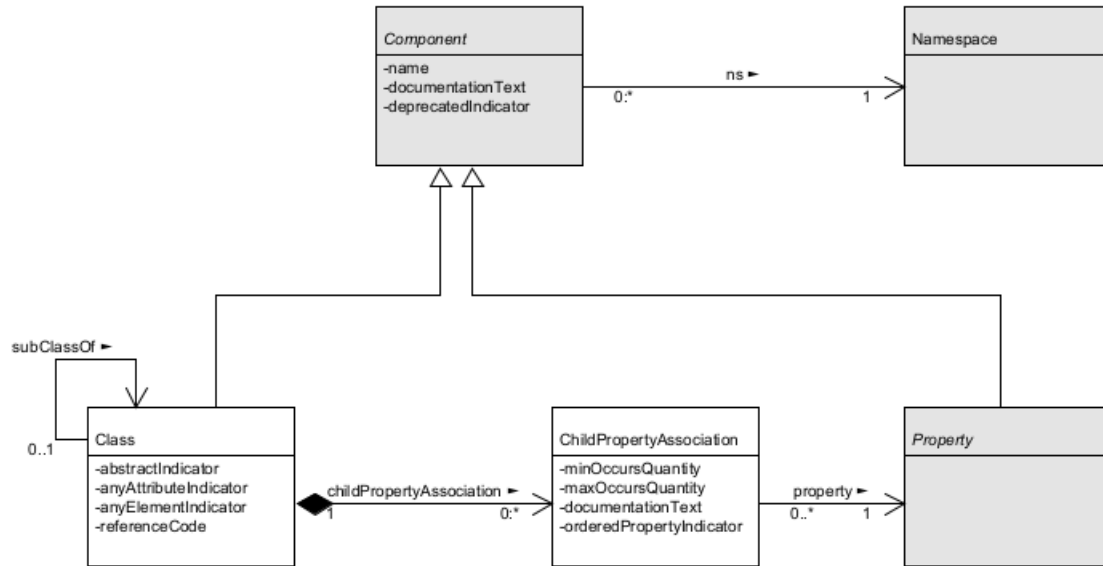 Component
-name
-documentationText
-deprecatedIndicator
ns ►
0:*
1
Namespace
subClassOf ►
0..1
Class
-abstractIndicator
-anyAttributeIndicator
-anyElementIndicator
-referenceCode
childPropertyAssociation ►
1
0:*
ChildPropertyAssociation
-minOccursQuantity
-maxOccursQuantity
-documentationText
-orderedPropertyIndicator
property ►
0..*
1
Property